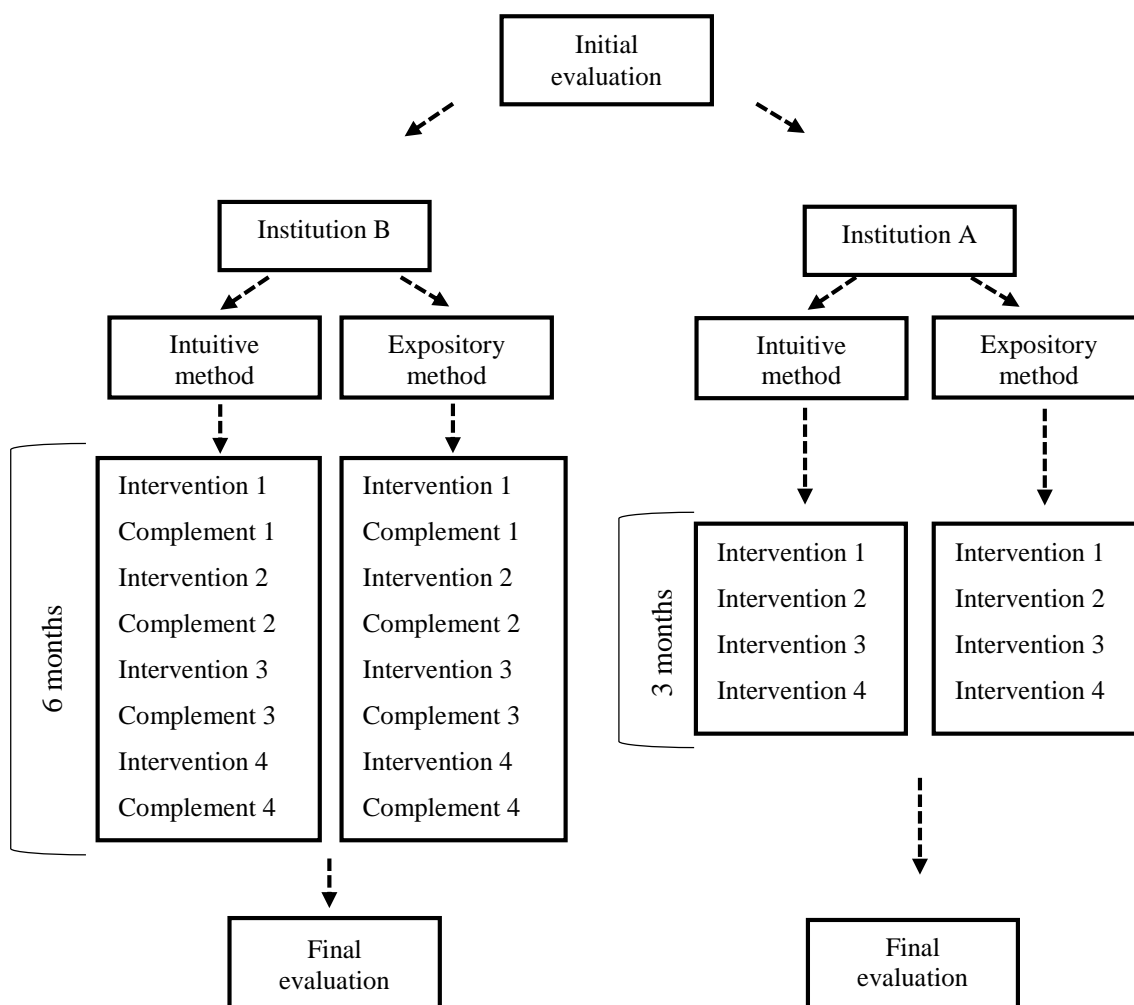 Initial
evaluation
Institution B
Institution A
Intuitive
method
Expository
method
Intuitive
method
Expository
method
6 months
Intervention 1
Complement 1
Intervention 2
Complement 2
Intervention 3
Complement 3
Intervention 4
Complement 4
Intervention 1
Complement 1
Intervention 2
Complement 2
Intervention 3
Complement 3
Intervention 4
Complement 4
3 months
Intervention 1
Intervention 2
Intervention 3
Intervention 4
Intervention 1
Intervention 2
Intervention 3
Intervention 4
Final
evaluation
Final
evaluation